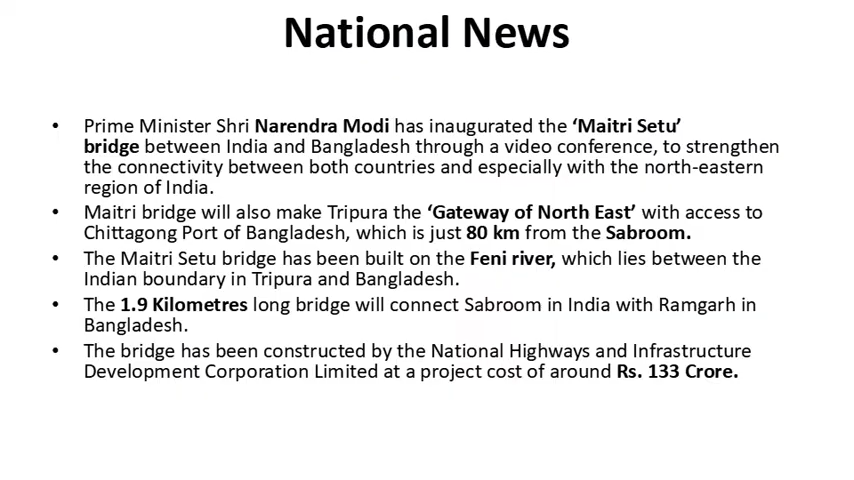 National News
• Prime Minister Shri Narendra Modi has inaugurated the ‘Maitri Setu’
bridge between India and Bangladesh through a video conference, to strengthen
the connectivity between both countries and especially with the north-eastern
region of India.
• Maitri bridge will also make Tripura the ‘Gateway of North East’ with access to
Chittagong Port of Bangladesh, which is just 80 km from the Sabroom.
• The Maitri Setu bridge has been built on the Feni river, which lies between the
Indian boundary in Tripura and Bangladesh.
• The 1.9 Kilometres long bridge will connect Sabroom in India with Ramgarh in
Bangladesh.
• The bridge has been constructed by the National Highways and Infrastructure
Development Corporation Limited at a project cost of around Rs. 133 Crore.